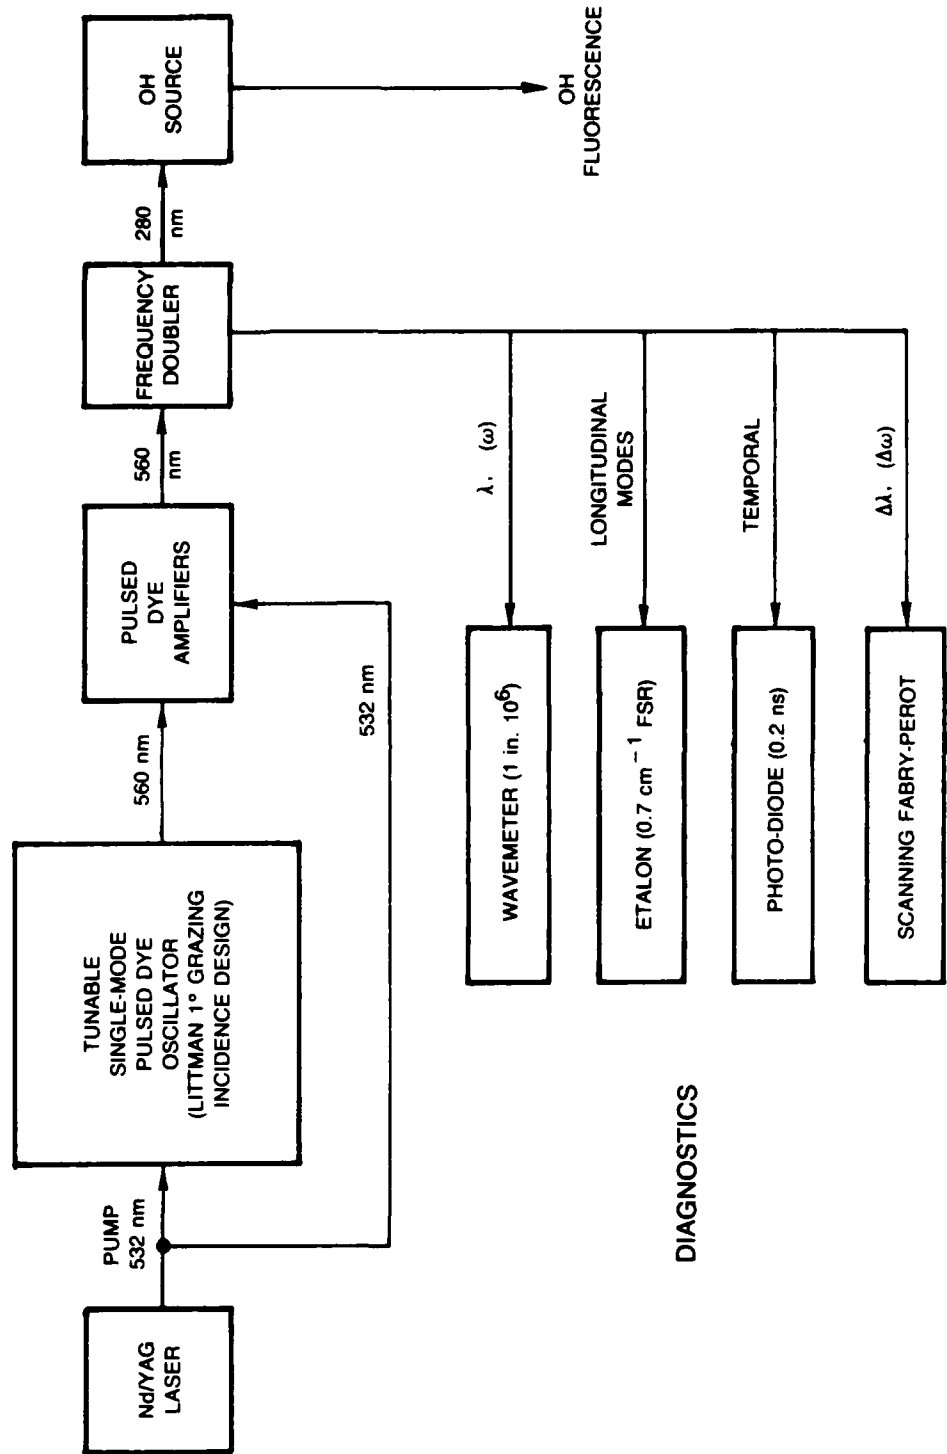 Nd/YAG
LASER
PUMP
532 nm
TUNABLE
SINGLE-MODE
PULSED DYE
OSCILLATOR
(LITTMAN 1° GRAZING
INCIDENCE DESIGN)
560 nm
PULSED
DYE
AMPLIFIERS
532 nm
560
nm
FREQUENCY
DOUBLER
280
nm
OH
SOURCE
OH
FLUORESCENCE
DIAGNOSTICS
WAVEMETER (1 in. 10⁶)
λ, (ω)
ETALON (0.7 cm⁻¹ FSR)
LONGITUDINAL
MODES
PHOTO-DIODE (0.2 ns)
TEMPORAL
SCANNING FABRY-PEROT
Δλ, (Δω)